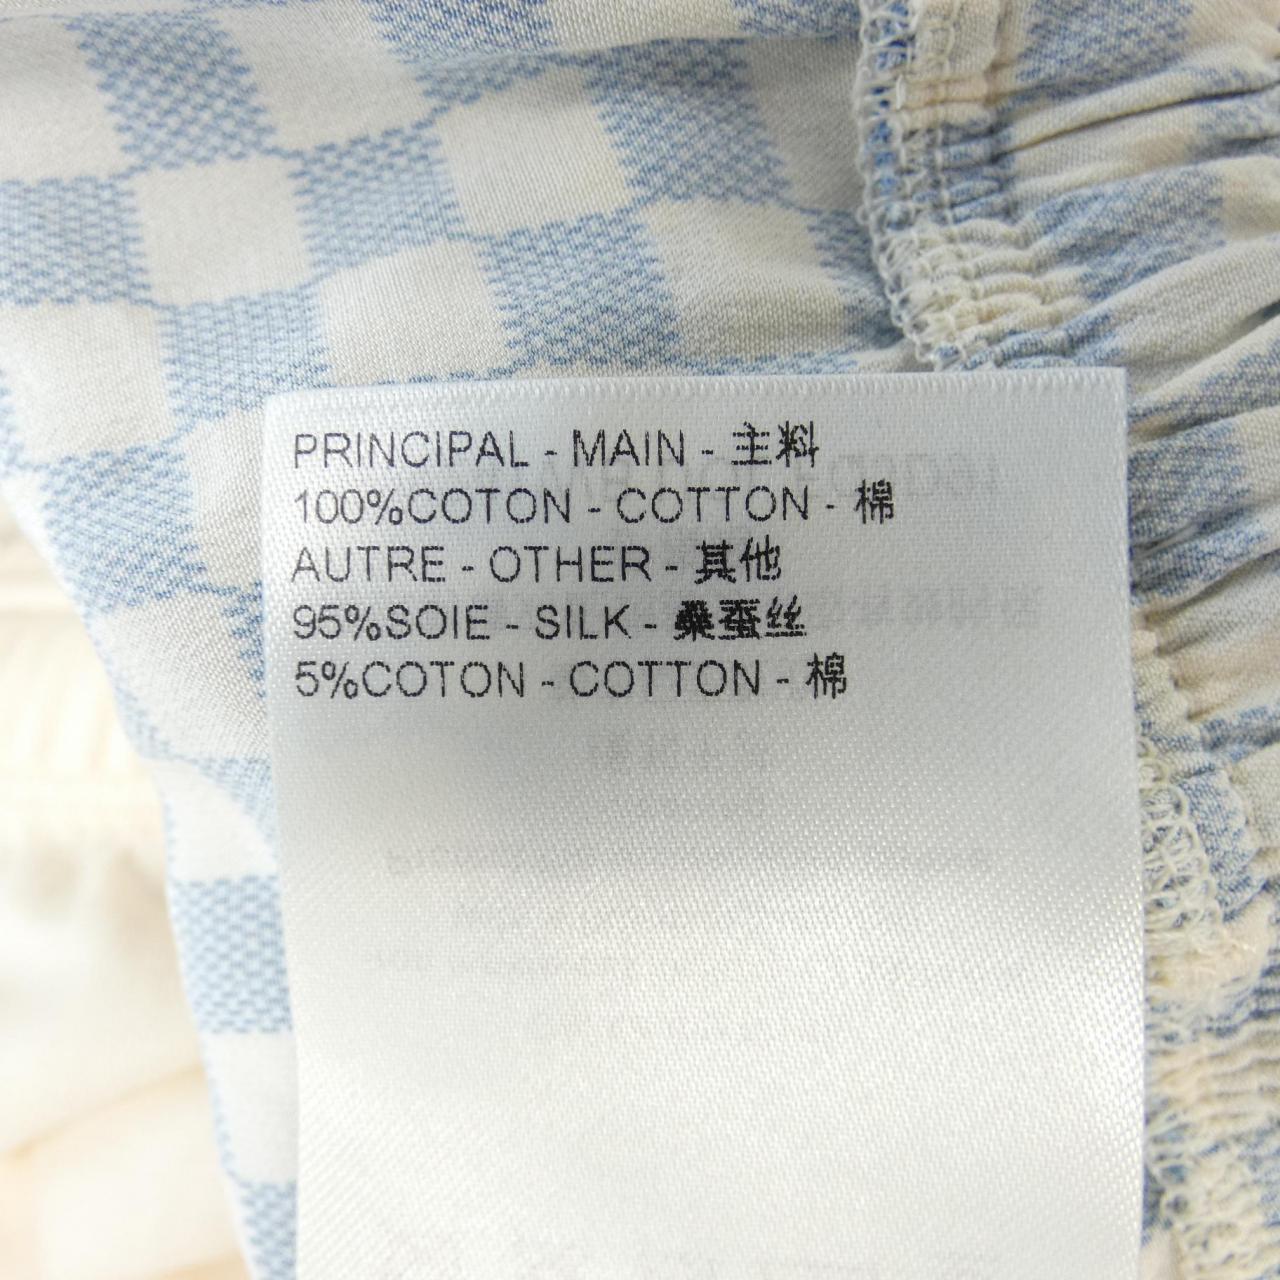 PRINCIPAL - MAIN - 主料
100%COTON - COTTON - 棉
AUTRE - OTHER - 其他
95%SOIE - SILK - 桑蚕丝
5%COTON - COTTON - 棉